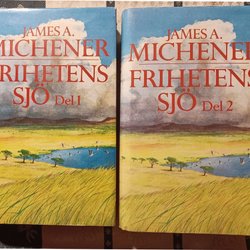 JAMES A.
MICHENER
FRIHETENS
SJÖ Del 1
JAMES A.
MICHENER
FRIHETENS
SJÖ Del 2